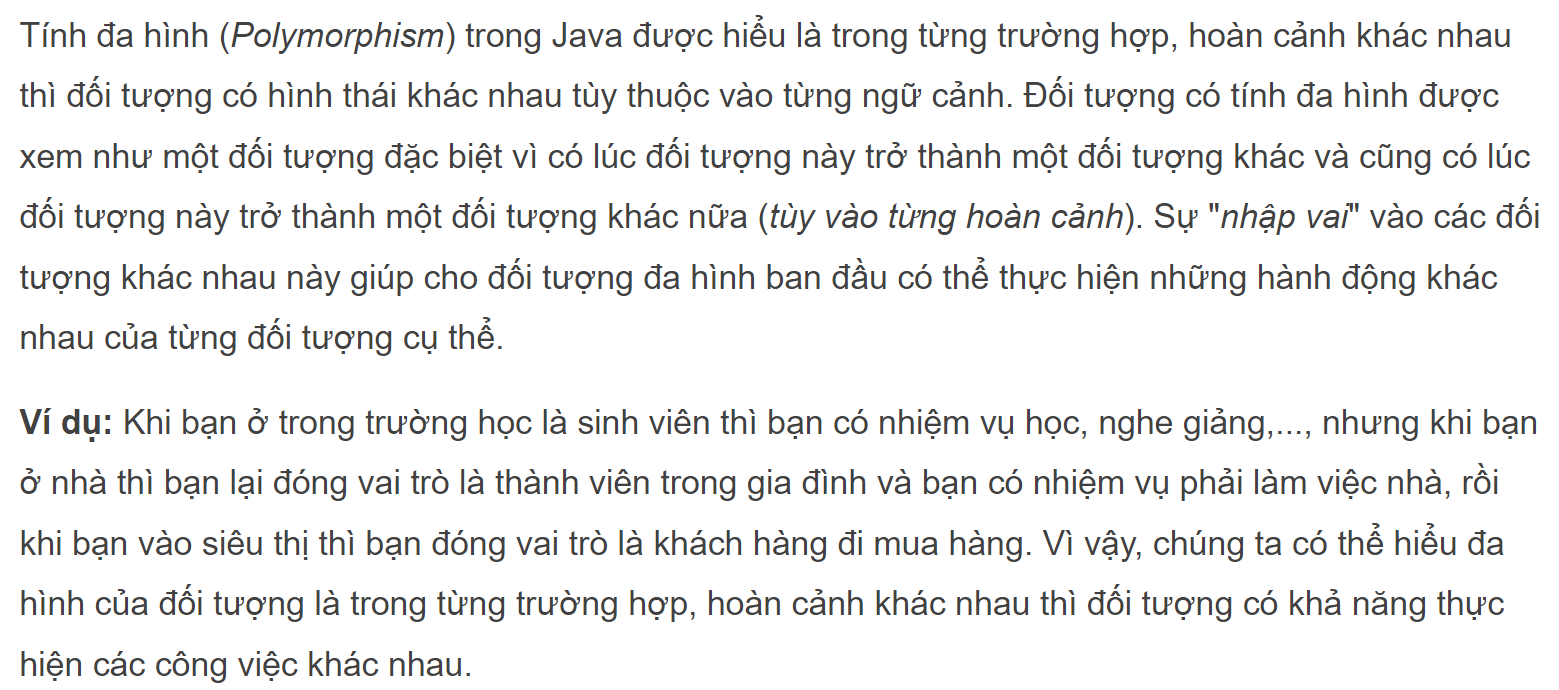 Tính đa hình (Polymorphism) trong Java được hiểu là trong từng trường hợp, hoàn cảnh khác nhau
thì đối tượng có hình thái khác nhau tùy thuộc vào từng ngữ cảnh. Đối tượng có tính đa hình được
xem như một đối tượng đặc biệt vì có lúc đối tượng này trở thành một đối tượng khác và cũng có lúc
đối tượng này trở thành một đối tượng khác nữa (tùy vào từng hoàn cảnh). Sự "nhập vai" vào các đối
tượng khác nhau này giúp cho đối tượng đa hình ban đầu có thể thực hiện những hành động khác
nhau của từng đối tượng cụ thể.
Ví dụ: Khi bạn ở trong trường học là sinh viên thì bạn có nhiệm vụ học, nghe giảng,..., nhưng khi bạn
ở nhà thì bạn lại đóng vai trò là thành viên trong gia đình và bạn có nhiệm vụ phải làm việc nhà, rồi
khi bạn vào siêu thị thì bạn đóng vai trò là khách hàng đi mua hàng. Vì vậy, chúng ta có thể hiểu đa
hình của đối tượng là trong từng trường hợp, hoàn cảnh khác nhau thì đối tượng có khả năng thực
hiện các công việc khác nhau.